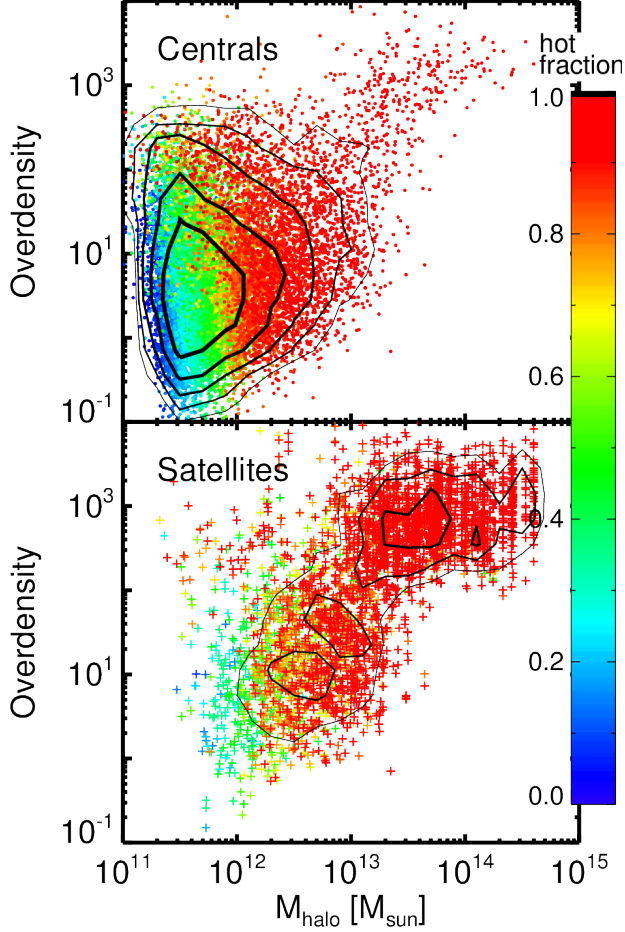 Centrals
hot
fraction
1.0
0.8
0.6
0.4
0.2
0.0
Overdensity
10^3
10^1
10^-1
Satellites
Overdensity
10^3
10^1
10^-1
10^11 10^12 10^13 10^14 10^15
M_halo [M_sun]